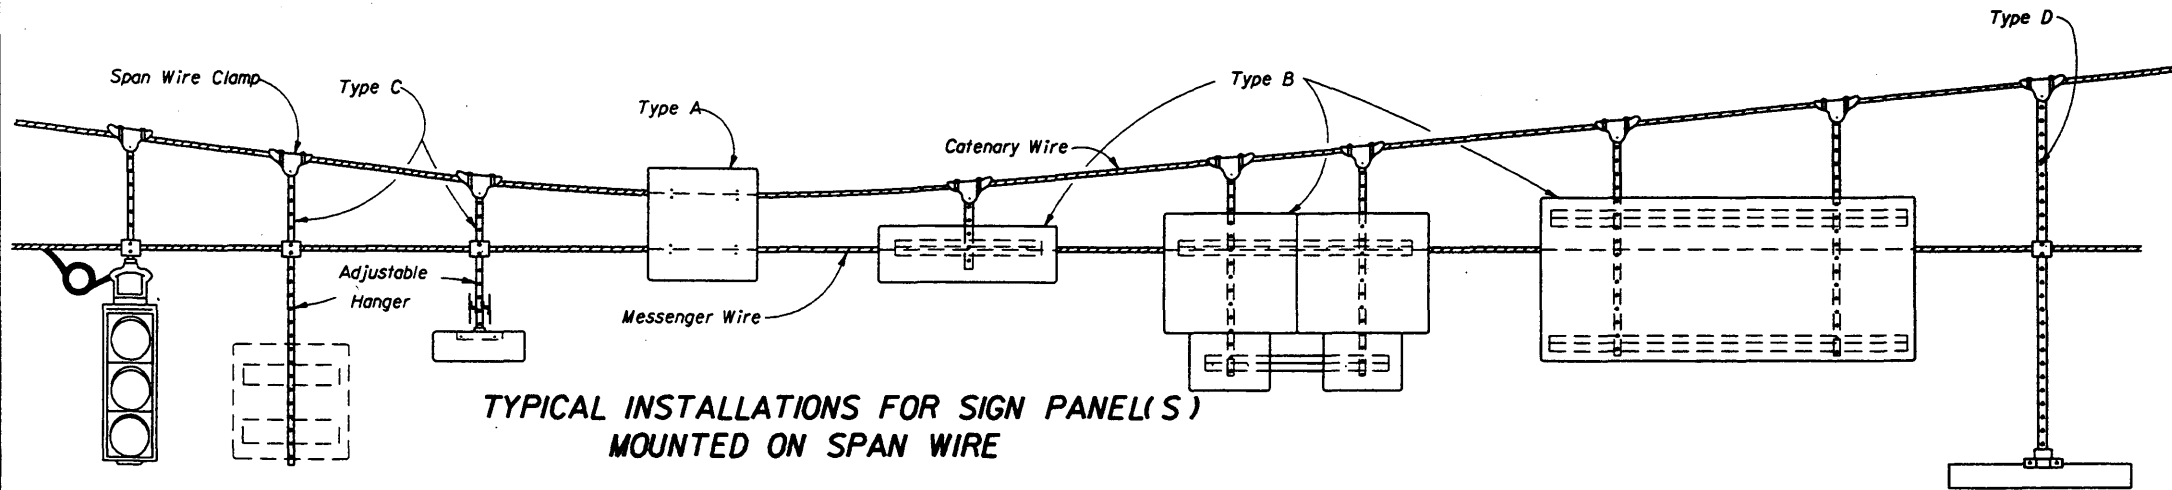 Type D
Span Wire Clamp
Type C
Type A
Type B
Catenary Wire
Adjustable
Hanger
Messenger Wire
TYPICAL INSTALLATIONS FOR SIGN PANEL(S)
MOUNTED ON SPAN WIRE